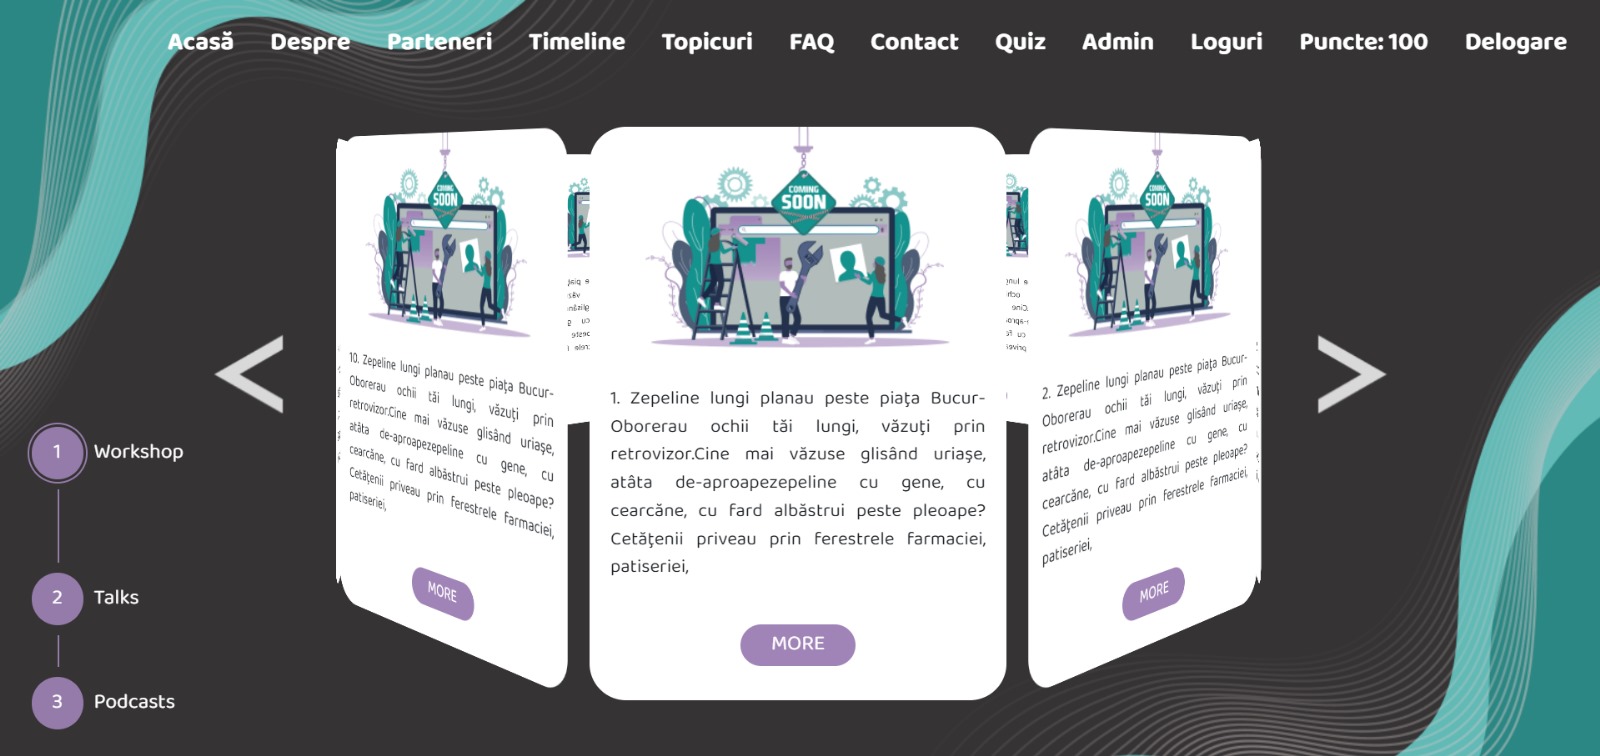 Acasă Despre Parteneri Timeline Topicuri FAQ Contact Quiz Admin Loguri Puncte: 100 Delogare
COMING
SOON
10. Zepeline lungi planau peste piața Bucur-
Oborerau ochii tăi lungi, văzuți prin
retrovizor.Cine mai văzuse glisând uriașe,
atâta de-aproapezepeline cu gene, cu
cearcăne, cu fard albăstrui peste pleoape?
Cetățenii priveau prin ferestrele farmaciei,
patiseriei,
MORE
COMING
SOON
1. Zepeline lungi planau peste piața Bucur-
Oborerau ochii tăi lungi, văzuți prin
retrovizor.Cine mai văzuse glisând uriașe,
atâta de-aproapezepeline cu gene, cu
cearcăne, cu fard albăstrui peste pleoape?
Cetățenii priveau prin ferestrele farmaciei,
patiseriei,
MORE
COMING
SOON
2. Zepeline lungi planau peste piața Bucur-
Oborerau ochii tăi lungi, văzuți prin
retrovizor.Cine mai văzuse glisând uriașe,
atâta de-aproapezepeline cu gene, cu
cearcăne, cu fard albăstrui peste pleoape?
Cetățenii priveau prin ferestrele farmaciei,
patiseriei,
MORE
<
>
1 Workshop
2 Talks
3 Podcasts